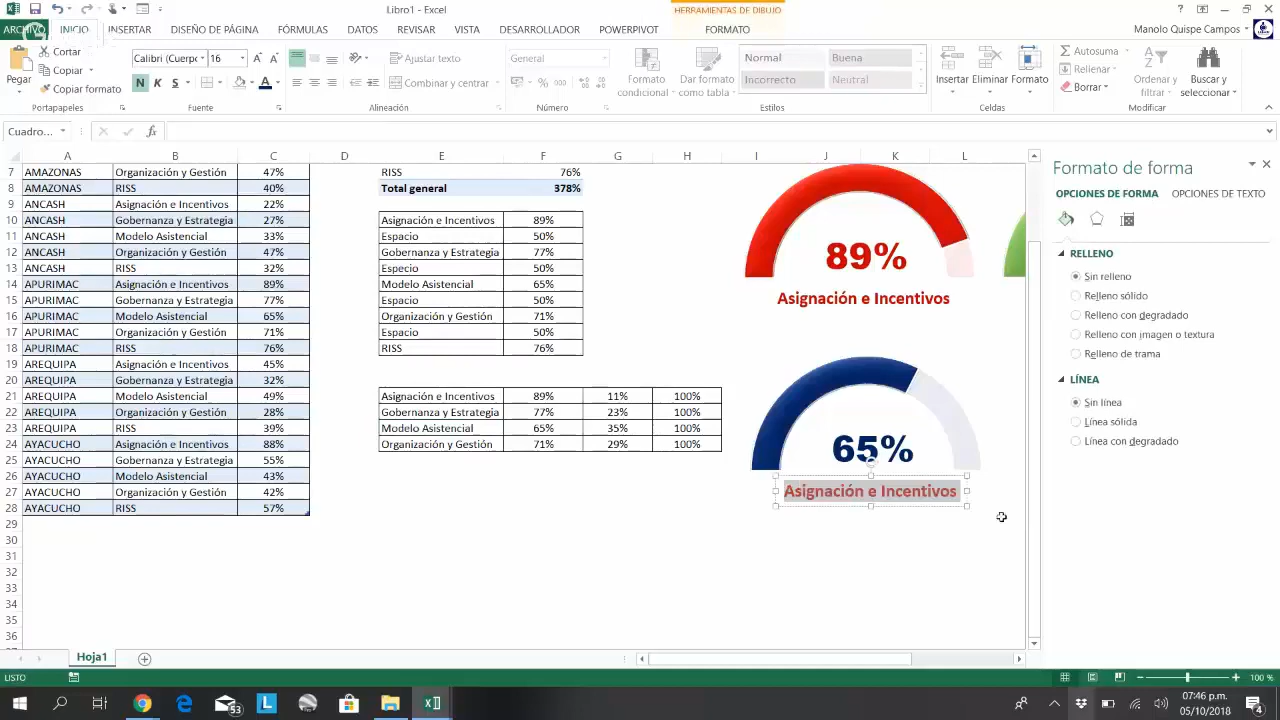 Libro1 - Excel
HERRAMIENTAS DE DIBUJO
ARCHIVO INICIO INSERTAR DISEÑO DE PÁGINA FÓRMULAS DATOS REVISAR VISTA DESARROLLADOR POWERPIVOT FORMATO
Manolo Quispe Campos
Pegar
Cortar
Copiar
Copiar formato
Portapapeles
Calibri (Cuerpo 16
N K S
Fuente
Ajustar texto
Combinar y centrar
Alineación
General
Número
Formato condicional
Dar formato como tabla
Normal Buena
Incorrecto Neutral
Estilos
Insertar Eliminar Formato
Celdas
Autosuma
Rellenar
Borrar
Ordenar y filtrar
Buscar y seleccionar
Modificar
Cuadro...
fx
A B C D E F G H I J K L
7 AMAZONAS Organización y Gestión 47% RISS 76%
8 AMAZONAS RISS 40% Total general 378%
9 ANCASH Asignación e Incentivos 22%
10 ANCASH Gobernanza y Estrategia 27% Asignación e Incentivos 89%
11 ANCASH Modelo Asistencial 33% Espacio 50%
12 ANCASH Organización y Gestión 47% Gobernanza y Estrategia 77%
13 ANCASH RISS 32% Especio 50%
14 APURIMAC Asignación e Incentivos 89% Modelo Asistencial 65%
15 APURIMAC Gobernanza y Estrategia 77% Espacio 50%
16 APURIMAC Modelo Asistencial 65% Organización y Gestión 71%
17 APURIMAC Organización y Gestión 71% Espacio 50%
18 APURIMAC RISS 76% RISS 76%
19 AREQUIPA Asignación e Incentivos 45%
20 AREQUIPA Gobernanza y Estrategia 32%
21 AREQUIPA Modelo Asistencial 49% Asignación e Incentivos 89% 11% 100%
22 AREQUIPA Organización y Gestión 28% Gobernanza y Estrategia 77% 23% 100%
23 AREQUIPA RISS 39% Modelo Asistencial 65% 35% 100%
24 AYACUCHO Asignación e Incentivos 88% Organización y Gestión 71% 29% 100%
25 AYACUCHO Gobernanza y Estrategia 55%
26 AYACUCHO Modelo Asistencial 43%
27 AYACUCHO Organización y Gestión 42%
28 AYACUCHO RISS 57%
29
30
31
32
33
34
35
36
89%
Asignación e Incentivos
65%
Asignación e Incentivos
Formato de forma
OPCIONES DE FORMA OPCIONES DE TEXTO
RELLENO
Sin relleno
Relleno sólido
Relleno con degradado
Relleno con imagen o textura
Relleno de trama
LÍNEA
Sin línea
Línea sólida
Línea con degradado
Hoja1
LISTO
100 %
53
07:46 p.m.
05/10/2018
4